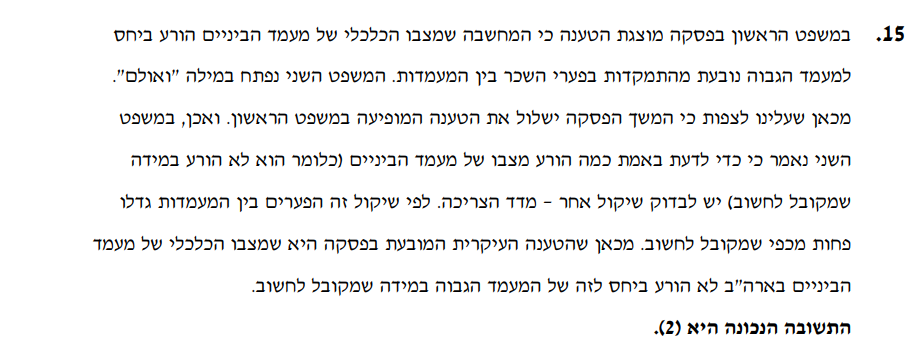 15. במשפט הראשון בפסקה מוצגת הטענה כי המחשבה שמצבו הכלכלי של מעמד הביניים הורע ביחס
למעמד הגבוה נובעת מהתמקדות בפערי השכר בין המעמדות. המשפט השני נפתח במילה "ואולם".
מכאן שעלינו לצפות כי המשך הפסקה ישלול את הטענה המופיעה במשפט הראשון. ואכן, במשפט
השני נאמר כי כדי לדעת באמת כמה הורע מצבו של מעמד הביניים (כלומר הוא לא הורע במידה
שמקובל לחשוב) יש לבדוק שיקול אחר – מדד הצריכה. לפי שיקול זה הפערים בין המעמדות גדלו
פחות מכפי שמקובל לחשוב. מכאן שהטענה העיקרית המובעת בפסקה היא שמצבו הכלכלי של מעמד
הביניים בארה"ב לא הורע ביחס לזה של המעמד הגבוה במידה שמקובל לחשוב.
התשובה הנכונה היא (2).